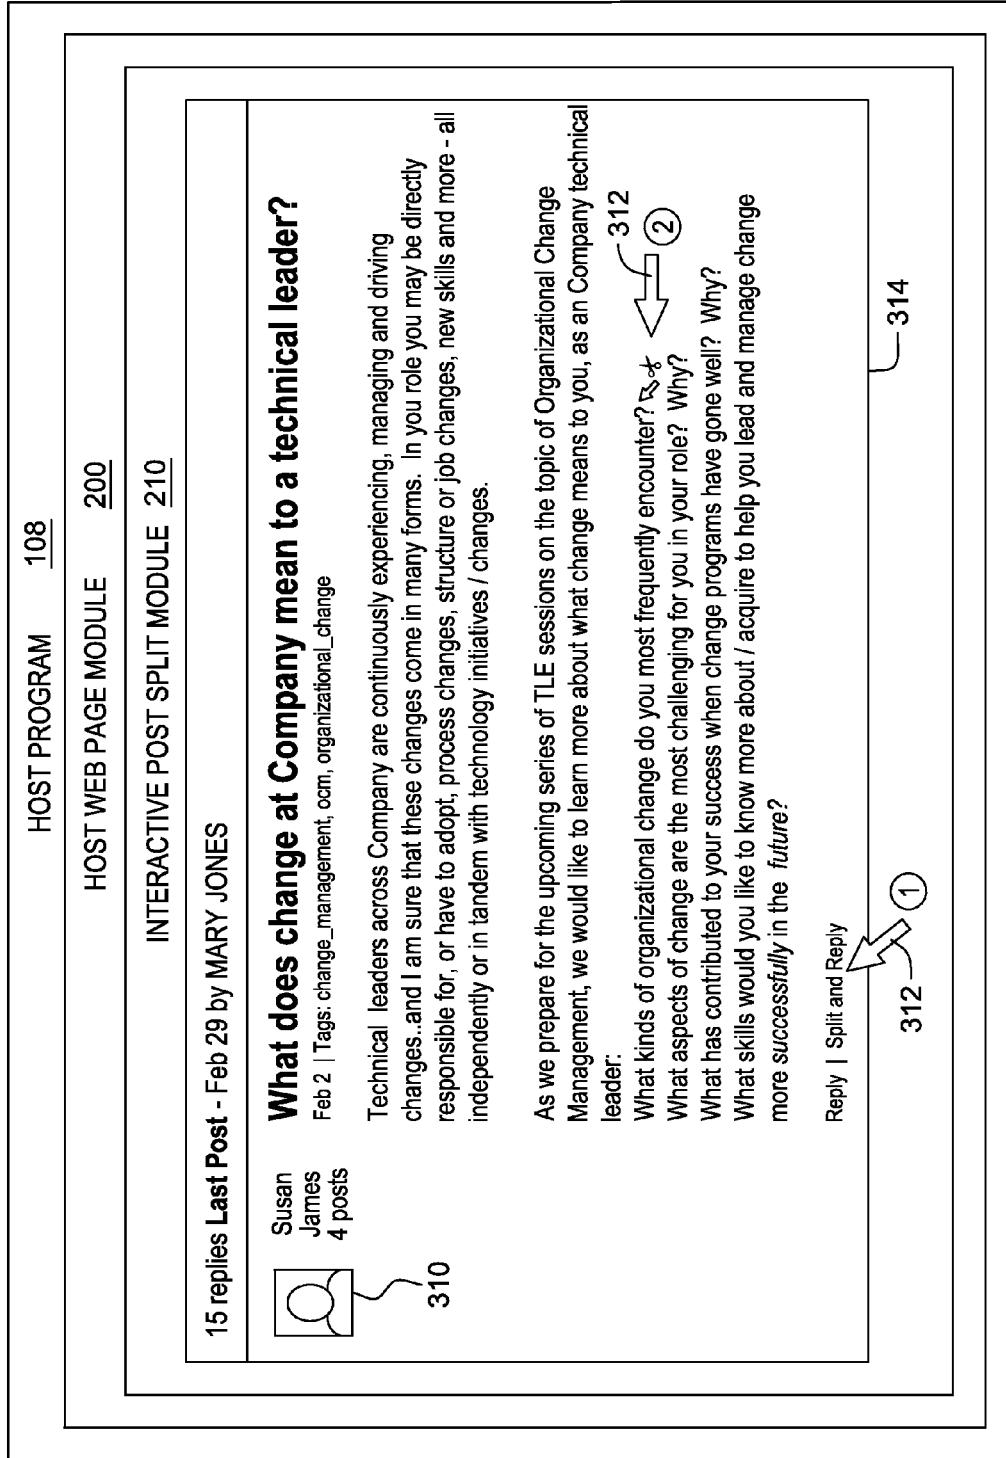 HOST PROGRAM 108
HOST WEB PAGE MODULE 200
INTERACTIVE POST SPLIT MODULE 210
15 replies Last Post - Feb 29 by MARY JONES
Susan
James
4 posts
310
What does change at Company mean to a technical leader?
Feb 2 | Tags: change_management, ocm, organizational_change
Technical leaders across Company are continuously experiencing, managing and driving
changes..and I am sure that these changes come in many forms. In you role you may be directly
responsible for, or have to adopt, process changes, structure or job changes, new skills and more - all
independently or in tandem with technology initiatives / changes.
As we prepare for the upcoming series of TLE sessions on the topic of Organizational Change
Management, we would like to learn more about what change means to you, as an Company technical
leader:
What kinds of organizational change do you most frequently encounter?
312
2
What aspects of change are the most challenging for you in your role? Why?
What has contributed to your success when change programs have gone well? Why?
What skills would you like to know more about / acquire to help you lead and manage change
more successfully in the future?
Reply | Split and Reply
312
1
314